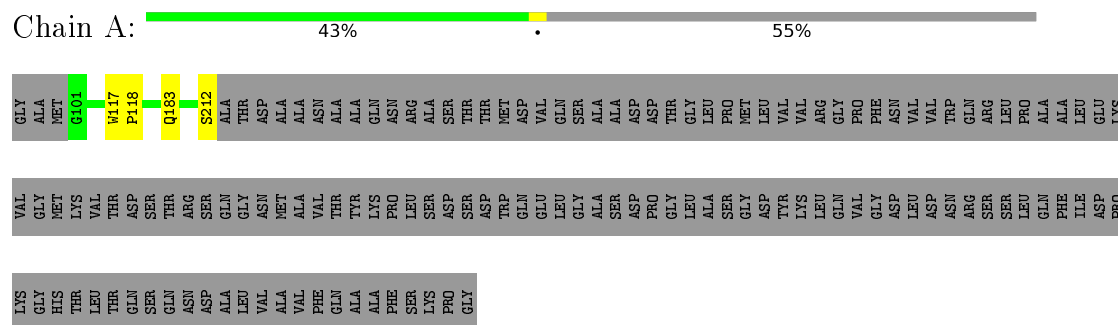 Chain A:
43% • 55%
GLY ALA MET G101 W117 P118 Q183 S212 ALA THR ASP ALA ALA ASN ALA ALA GLN ASN ARG ALA SER THR THR MET ASP VAL GLN SER ALA ALA ASP ASP THR GLY LEU PRO MET LEU VAL VAL ARG GLY PRO PHE ASN VAL VAL TRP GLN ARG LEU PRO ALA ALA LEU GLU LYS
VAL GLY MET LYS VAL THR ASP SER THR ARG SER GLN GLY ASN MET ALA VAL THR TYR LYS PRO LEU SER ASP SER ASP TRP GLN GLU LEU GLY ALA SER ASP PRO GLY LEU ALA SER GLY ASP TYR LYS LEU GLN VAL GLY ASP LEU ASP ASN ARG SER SER LEU GLN PHE ILE ASP PRO
LYS GLY HIS THR LEU THR GLN SER GLN ASN ASP ALA LEU VAL ALA VAL PHE GLN ALA ALA PHE SER LYS PRO GLY